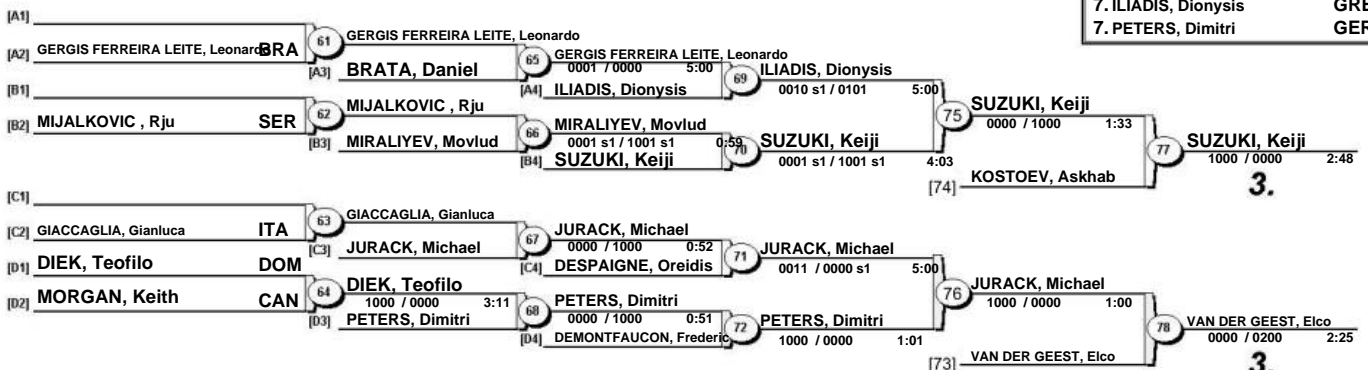 7. ILIADIS, Dionysis GRE
7. PETERS, Dimitri GER
[A1]
[A2] GERGIS FERREIRA LEITE, Leonardo BRA
61
GERGIS FERREIRA LEITE, Leonardo
[A3] BRATA, Daniel
65
GERGIS FERREIRA LEITE, Leonardo
0001 / 0000 5:00
[A4] ILIADIS, Dionysis
69
ILIADIS, Dionysis
0010 s1 / 0101 5:00
[B1]
[B2] MIJALKOVIC , Rju SER
62
MIJALKOVIC , Rju
[B3] MIRALIYEV, Movlud
66
MIRALIYEV, Movlud
0001 s1 / 1001 s1 0:59
[B4] SUZUKI, Keiji
70
SUZUKI, Keiji
0001 s1 / 1001 s1 4:03
75
SUZUKI, Keiji
0000 / 1000 1:33
[74] KOSTOEV, Askhab
77
SUZUKI, Keiji
1000 / 0000 2:48
3.
[C1]
[C2] GIACCAGLIA, Gianluca ITA
63
GIACCAGLIA, Gianluca
[C3] JURACK, Michael
67
JURACK, Michael
0000 / 1000 0:52
[C4] DESPAIGNE, Oreidis
71
JURACK, Michael
0011 / 0000 s1 5:00
[D1] DIEK, Teofilo DOM
[D2] MORGAN, Keith CAN
64
DIEK, Teofilo
1000 / 0000 3:11
[D3] PETERS, Dimitri
68
PETERS, Dimitri
0000 / 1000 0:51
[D4] DEMONTFAUCON, Frederic
72
PETERS, Dimitri
1000 / 0000 1:01
76
JURACK, Michael
1000 / 0000 1:00
[73] VAN DER GEEST, Elco
78
VAN DER GEEST, Elco
0000 / 0200 2:25
3.